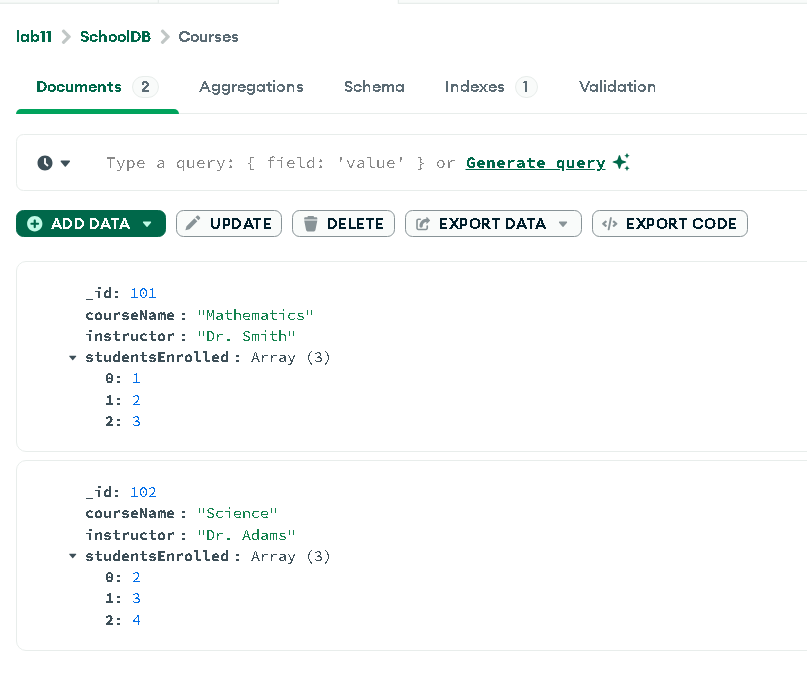 lab11 > SchoolDB > Courses
Documents 2 Aggregations Schema Indexes 1 Validation
Type a query: { field: 'value' } or Generate query
ADD DATA UPDATE DELETE EXPORT DATA </> EXPORT CODE
_id: 101
courseName : "Mathematics"
instructor : "Dr. Smith"
studentsEnrolled : Array (3)
0: 1
1: 2
2: 3
_id: 102
courseName : "Science"
instructor : "Dr. Adams"
studentsEnrolled : Array (3)
0: 2
1: 3
2: 4